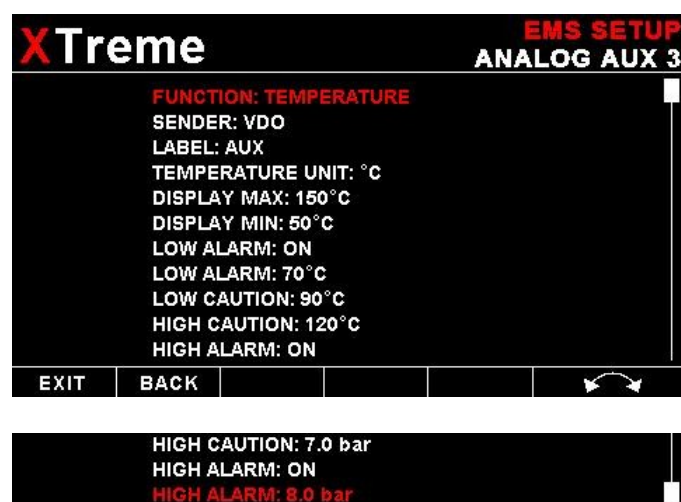 XTreme
EMS SETUP
ANALOG AUX 3
FUNCTION: TEMPERATURE
SENDER: VDO
LABEL: AUX
TEMPERATURE UNIT: °C
DISPLAY MAX: 150°C
DISPLAY MIN: 50°C
LOW ALARM: ON
LOW ALARM: 70°C
LOW CAUTION: 90°C
HIGH CAUTION: 120°C
HIGH ALARM: ON
EXIT BACK
HIGH CAUTION: 7.0 bar
HIGH ALARM: ON
HIGH ALARM: 8.0 bar